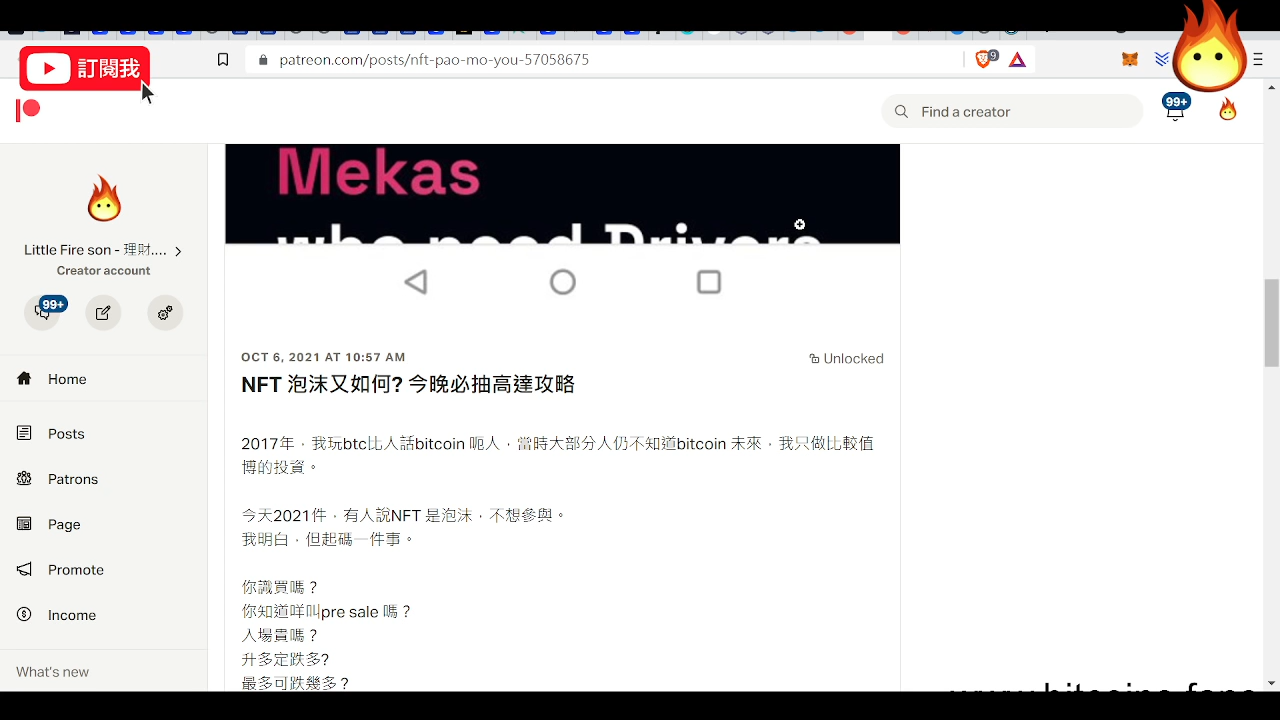 訂閱我
patreon.com/posts/nft-pao-mo-you-57058675
9
Find a creator
99+
Mekas
who need Drivers
Little Fire son - 理財....
Creator account
99+
OCT 6, 2021 AT 10:57 AM
Unlocked
NFT 泡沫又如何? 今晚必抽高達攻略
Home
Posts
Patrons
Page
Promote
Income
What's new
2017年，我玩btc比人話bitcoin 呃人，當時大部分人仍不知道bitcoin 未來，我只做比較值
博的投資。
今天2021件，有人說NFT 是泡沫，不想參與。
我明白，但起碼一件事。
你識買嗎？
你知道咩叫pre sale 嗎？
入場貴嗎？
升多定跌多?
最多可跌幾多？
www.bitcoins.fans